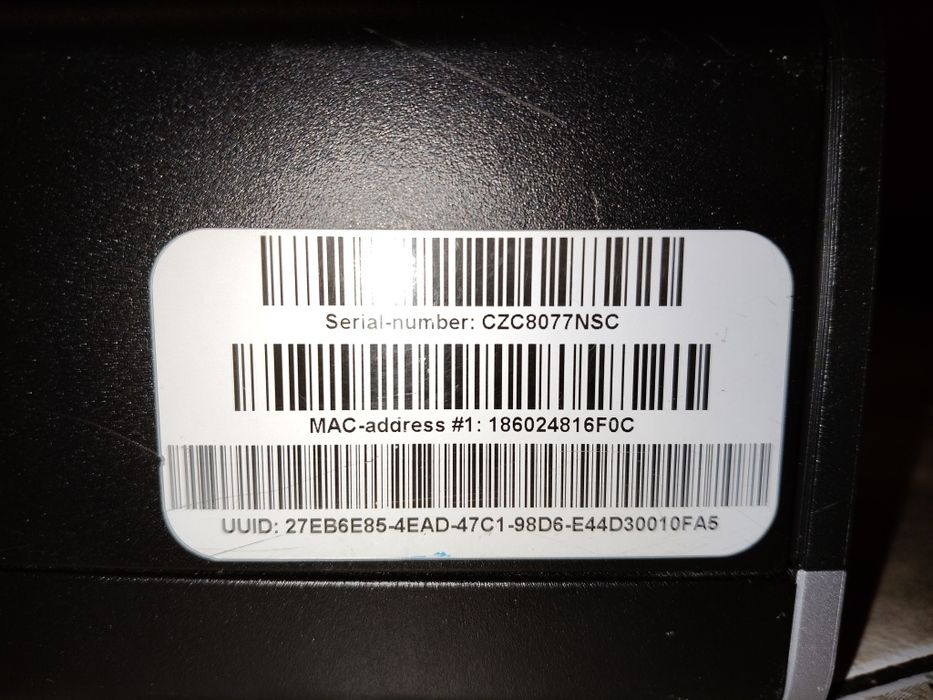 Serial-number: CZC8077NSC
MAC-address #1: 186024816F0C
UUID: 27EB6E85-4EAD-47C1-98D6-E44D30010FA5